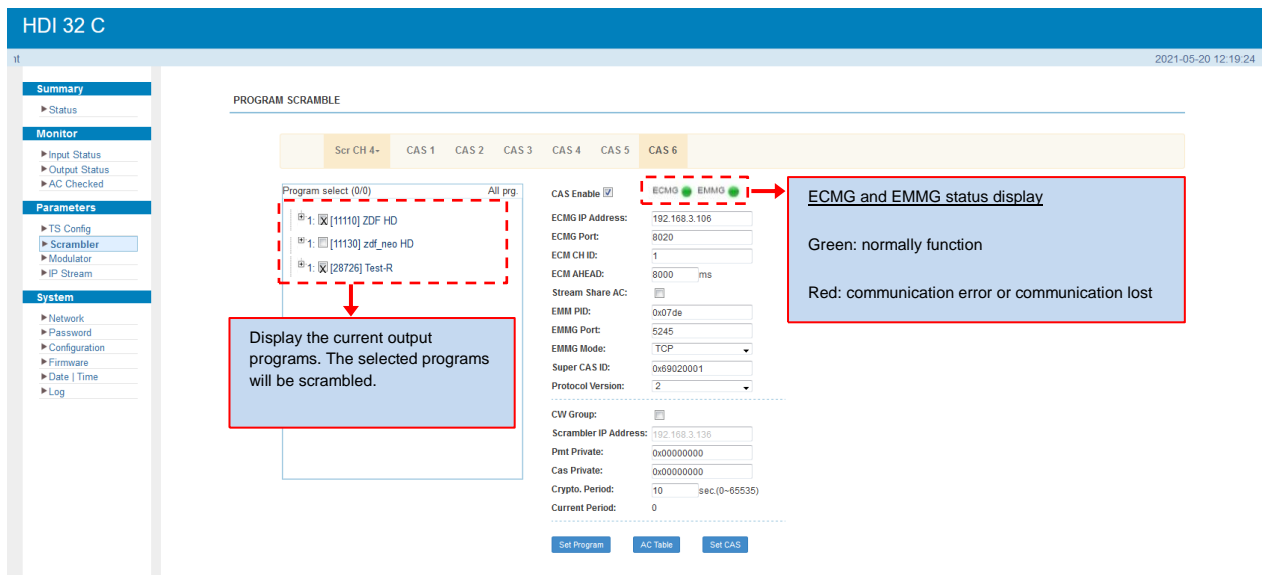 HDI 32 C
nt
2021-05-20 12:19:24
Summary
Status
Monitor
Input Status
Output Status
AC Checked
Parameters
TS Config
Scrambler
Modulator
IP Stream
System
Network
Password
Configuration
Firmware
Date | Time
Log
PROGRAM SCRAMBLE
Scr CH 4- CAS 1 CAS 2 CAS 3 CAS 4 CAS 5 CAS 6
Program select (0/0) All prg.
1: X [11110] ZDF HD
1: [11130] zdf_neo HD
1: X [28726] Test-R
Display the current output
programs. The selected programs
will be scrambled.
CAS Enable ECMG EMMG
ECMG IP Address: 192.168.3.106
ECMG Port: 8020
ECM CH ID: 1
ECM AHEAD: 8000 ms
Stream Share AC:
EMM PID: 0x07de
EMMG Port: 5245
EMMG Mode: TCP
Super CAS ID: 0x69020001
Protocol Version: 2
CW Group:
Scrambler IP Address: 192.168.3.136
Pmt Private: 0x00000000
Cas Private: 0x00000000
Crypto. Period: 10 sec.(0~65535)
Current Period: 0
Set Program AC Table Set CAS
ECMG and EMMG status display
Green: normally function
Red: communication error or communication lost